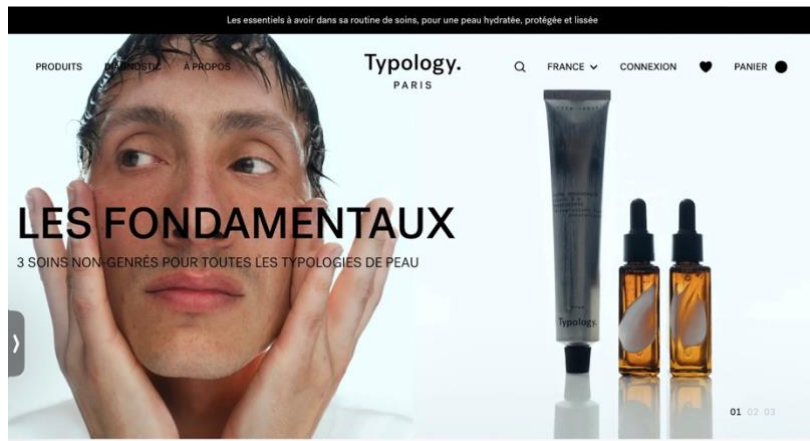 Les essentiels à avoir dans sa routine de soins, pour une peau hydratée, protégée et lissée
PRODUITS DIAGNOSTIC À PROPOS
Typology.
PARIS
FRANCE CONNEXION PANIER
LES FONDAMENTAUX
3 SOINS NON-GENRÉS POUR TOUTES LES TYPOLOGIES DE PEAU
Typology.
01 02 03